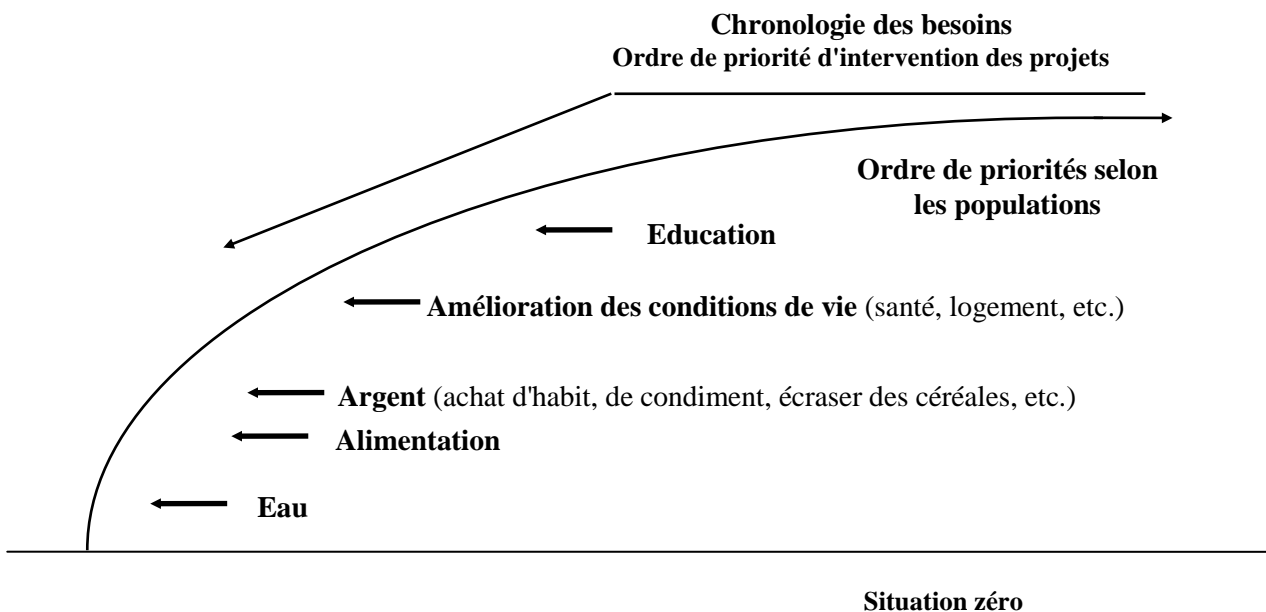 Chronologie des besoins
Ordre de priorité d'intervention des projets
Ordre de priorités selon
les populations
Education
Amélioration des conditions de vie (santé, logement, etc.)
Argent (achat d'habit, de condiment, écraser des céréales, etc.)
Alimentation
Eau
Situation zéro